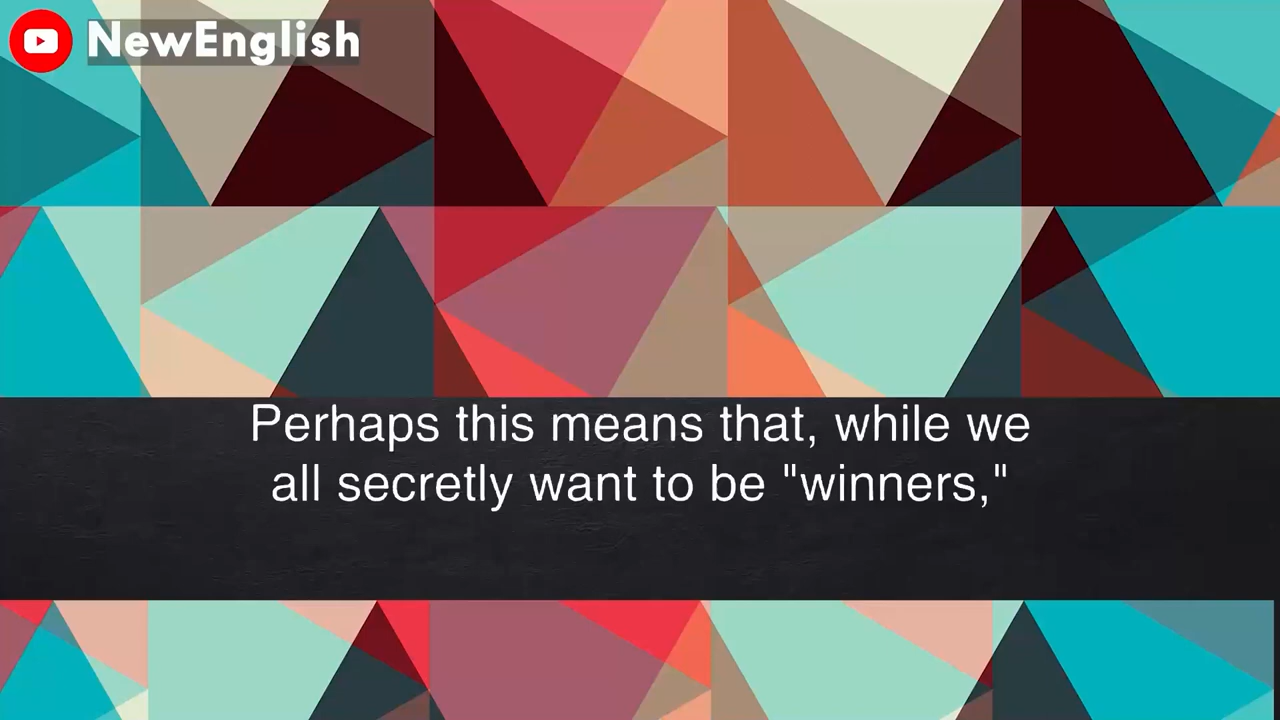 NewEnglish
Perhaps this means that, while we
all secretly want to be "winners,"